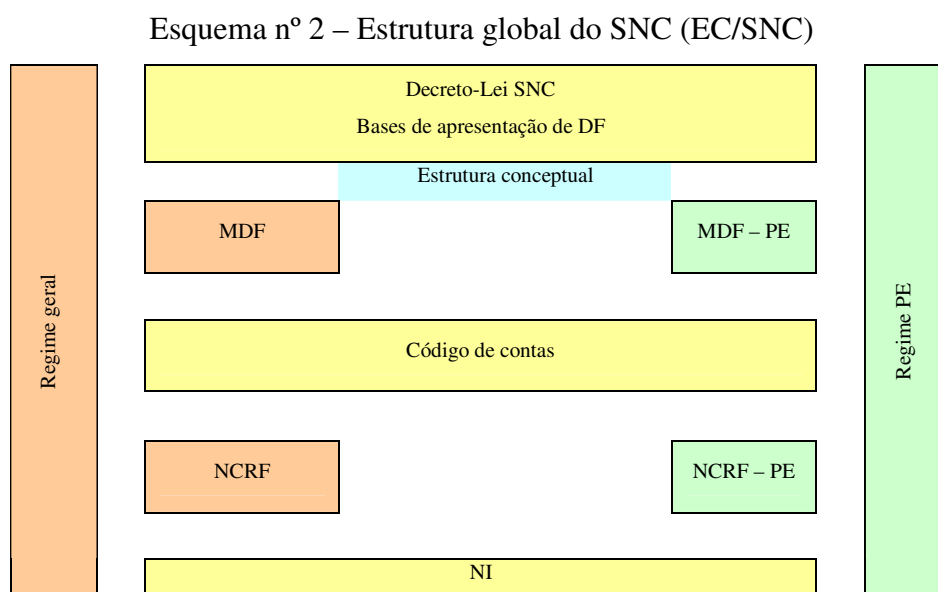 Esquema nº 2 – Estrutura global do SNC (EC/SNC)
Decreto-Lei SNC
Bases de apresentação de DF
Estrutura conceptual
MDF
MDF – PE
Regime geral
Código de contas
Regime PE
NCRF
NCRF – PE
NI